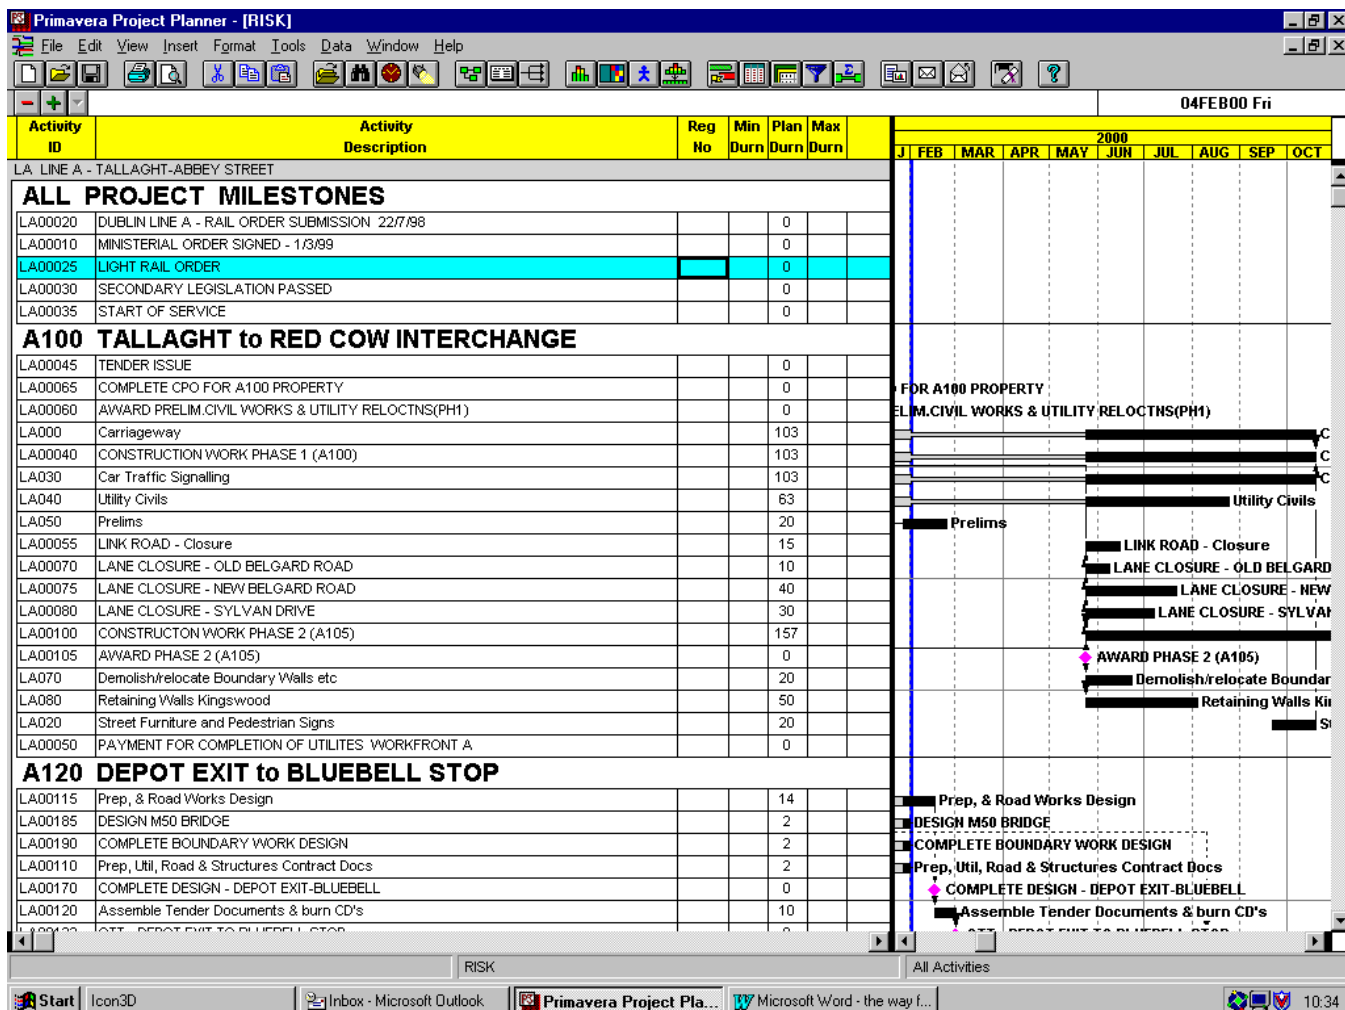 Primavera Project Planner - [RISK]
File Edit View Insert Format Tools Data Window Help
04FEB00 Fri
Activity ID Activity Description Reg No Min Durn Plan Durn Max Durn
2000
J FEB MAR APR MAY JUN JUL AUG SEP OCT
LA LINE A - TALLAGHT-ABBEY STREET
ALL PROJECT MILESTONES
LA00020 DUBLIN LINE A - RAIL ORDER SUBMISSION 22/7/98 0
LA00010 MINISTERIAL ORDER SIGNED - 1/3/99 0
LA00025 LIGHT RAIL ORDER 0
LA00030 SECONDARY LEGISLATION PASSED 0
LA00035 START OF SERVICE 0
A100 TALLAGHT to RED COW INTERCHANGE
LA00045 TENDER ISSUE 0
LA00065 COMPLETE CPO FOR A100 PROPERTY 0 FOR A100 PROPERTY
LA00060 AWARD PRELIM.CIVIL WORKS & UTILITY RELOCTNS(PH1) 0 ELIM.CIVIL WORKS & UTILITY RELOCTNS(PH1)
LA000 Carriageway 103 C
LA00040 CONSTRUCTION WORK PHASE 1 (A100) 103 C
LA030 Car Traffic Signalling 103 C
LA040 Utility Civils 63 Utility Civils
LA050 Prelims 20 Prelims
LA00055 LINK ROAD - Closure 15 LINK ROAD - Closure
LA00070 LANE CLOSURE - OLD BELGARD ROAD 10 LANE CLOSURE - OLD BELGARD
LA00075 LANE CLOSURE - NEW BELGARD ROAD 40 LANE CLOSURE - NEW
LA00080 LANE CLOSURE - SYLVAN DRIVE 30 LANE CLOSURE - SYLVAN
LA00100 CONSTRUCTON WORK PHASE 2 (A105) 157
LA00105 AWARD PHASE 2 (A105) 0 AWARD PHASE 2 (A105)
LA070 Demolish/relocate Boundary Walls etc 20 Demolish/relocate Boundar
LA080 Retaining Walls Kingswood 50 Retaining Walls Ki
LA020 Street Furniture and Pedestrian Signs 20 S
LA00050 PAYMENT FOR COMPLETION OF UTILITES WORKFRONT A 0
A120 DEPOT EXIT to BLUEBELL STOP
LA00115 Prep, & Road Works Design 14 Prep, & Road Works Design
LA00185 DESIGN M50 BRIDGE 2 DESIGN M50 BRIDGE
LA00190 COMPLETE BOUNDARY WORK DESIGN 2 COMPLETE BOUNDARY WORK DESIGN
LA00110 Prep, Util, Road & Structures Contract Docs 2 Prep, Util, Road & Structures Contract Docs
LA00170 COMPLETE DESIGN - DEPOT EXIT-BLUEBELL 0 COMPLETE DESIGN - DEPOT EXIT-BLUEBELL
LA00120 Assemble Tender Documents & burn CD's 10 Assemble Tender Documents & burn CD's
RISK All Activities
Start Icon3D Inbox - Microsoft Outlook Primavera Project Pla... Microsoft Word - the way f... 10:34